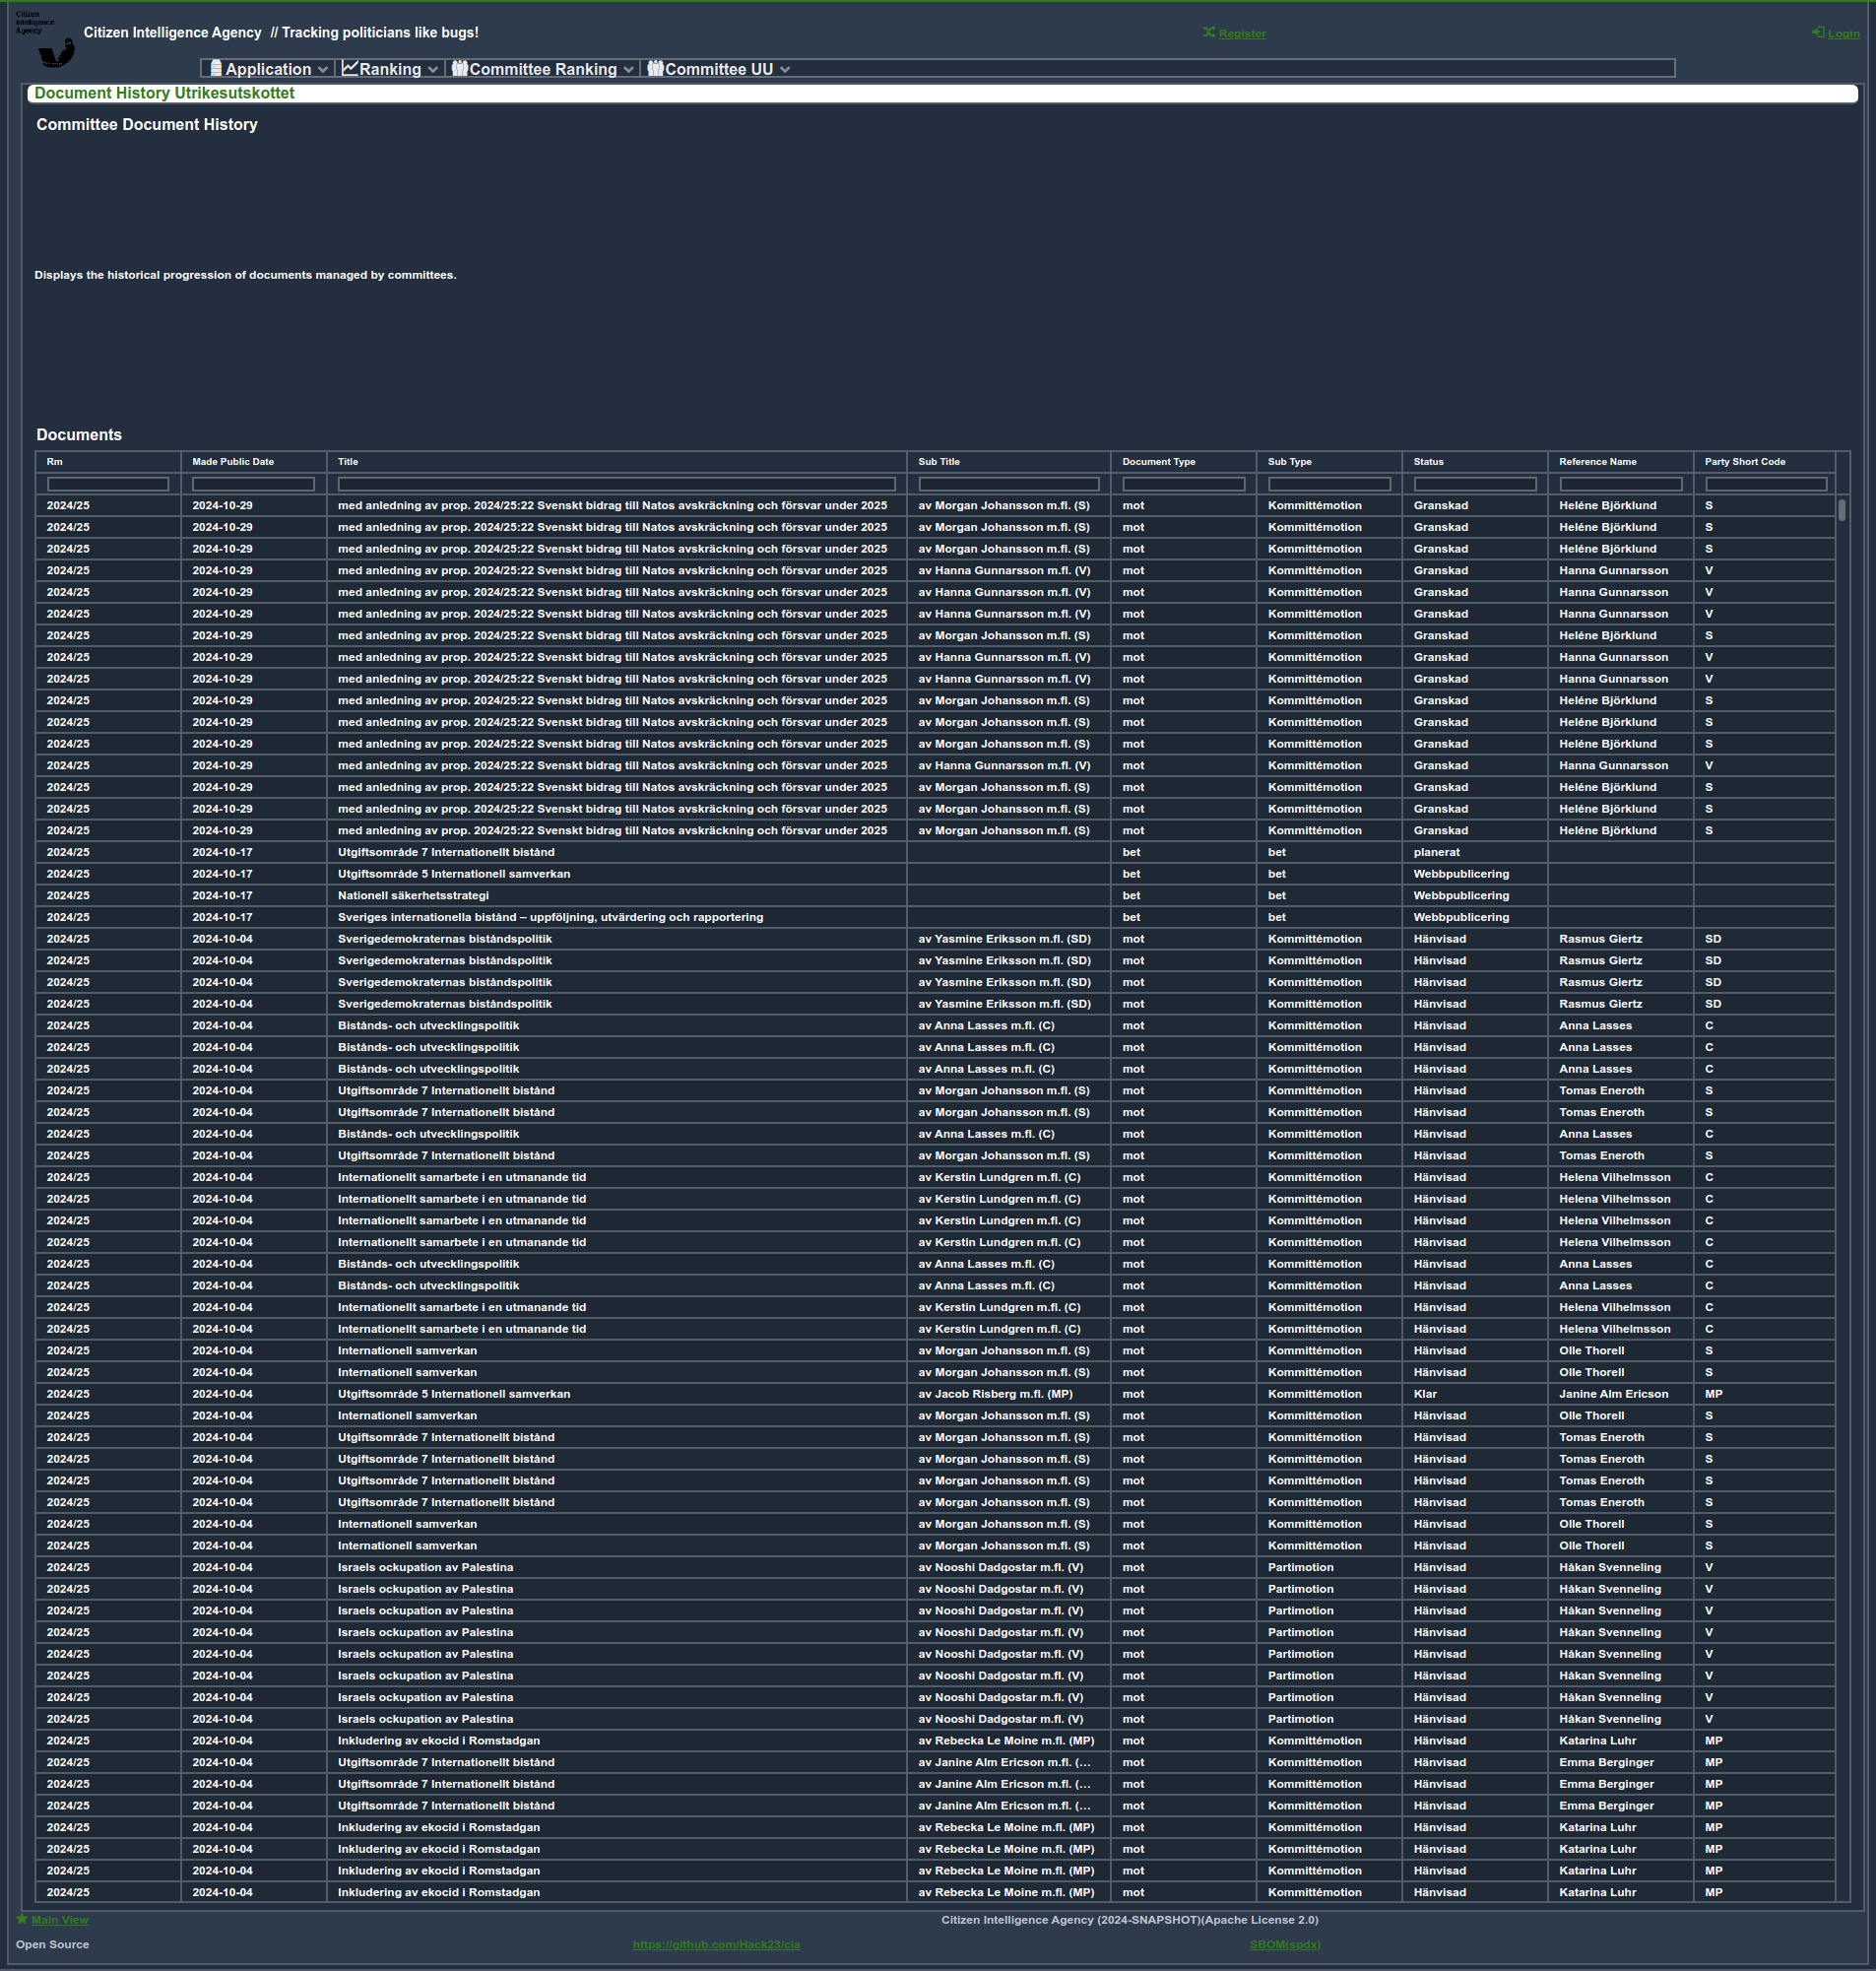 Citizen
Intelligence
Agency
Citizen Intelligence Agency // Tracking politicians like bugs!
Register
Login
Application Ranking Committee Ranking Committee UU
Document History Utrikesutskottet
Committee Document History
Displays the historical progression of documents managed by committees.
Documents
Rm Made Public Date Title Sub Title Document Type Sub Type Status Reference Name Party Short Code
2024/25 2024-10-29 med anledning av prop. 2024/25:22 Svenskt bidrag till Natos avskräckning och försvar under 2025 av Morgan Johansson m.fl. (S) mot Kommittémotion Granskad Heléne Björklund S
2024/25 2024-10-29 med anledning av prop. 2024/25:22 Svenskt bidrag till Natos avskräckning och försvar under 2025 av Morgan Johansson m.fl. (S) mot Kommittémotion Granskad Heléne Björklund S
2024/25 2024-10-29 med anledning av prop. 2024/25:22 Svenskt bidrag till Natos avskräckning och försvar under 2025 av Morgan Johansson m.fl. (S) mot Kommittémotion Granskad Heléne Björklund S
2024/25 2024-10-29 med anledning av prop. 2024/25:22 Svenskt bidrag till Natos avskräckning och försvar under 2025 av Hanna Gunnarsson m.fl. (V) mot Kommittémotion Granskad Hanna Gunnarsson V
2024/25 2024-10-29 med anledning av prop. 2024/25:22 Svenskt bidrag till Natos avskräckning och försvar under 2025 av Hanna Gunnarsson m.fl. (V) mot Kommittémotion Granskad Hanna Gunnarsson V
2024/25 2024-10-29 med anledning av prop. 2024/25:22 Svenskt bidrag till Natos avskräckning och försvar under 2025 av Hanna Gunnarsson m.fl. (V) mot Kommittémotion Granskad Hanna Gunnarsson V
2024/25 2024-10-29 med anledning av prop. 2024/25:22 Svenskt bidrag till Natos avskräckning och försvar under 2025 av Morgan Johansson m.fl. (S) mot Kommittémotion Granskad Heléne Björklund S
2024/25 2024-10-29 med anledning av prop. 2024/25:22 Svenskt bidrag till Natos avskräckning och försvar under 2025 av Hanna Gunnarsson m.fl. (V) mot Kommittémotion Granskad Hanna Gunnarsson V
2024/25 2024-10-29 med anledning av prop. 2024/25:22 Svenskt bidrag till Natos avskräckning och försvar under 2025 av Hanna Gunnarsson m.fl. (V) mot Kommittémotion Granskad Hanna Gunnarsson V
2024/25 2024-10-29 med anledning av prop. 2024/25:22 Svenskt bidrag till Natos avskräckning och försvar under 2025 av Morgan Johansson m.fl. (S) mot Kommittémotion Granskad Heléne Björklund S
2024/25 2024-10-29 med anledning av prop. 2024/25:22 Svenskt bidrag till Natos avskräckning och försvar under 2025 av Morgan Johansson m.fl. (S) mot Kommittémotion Granskad Heléne Björklund S
2024/25 2024-10-29 med anledning av prop. 2024/25:22 Svenskt bidrag till Natos avskräckning och försvar under 2025 av Morgan Johansson m.fl. (S) mot Kommittémotion Granskad Heléne Björklund S
2024/25 2024-10-29 med anledning av prop. 2024/25:22 Svenskt bidrag till Natos avskräckning och försvar under 2025 av Hanna Gunnarsson m.fl. (V) mot Kommittémotion Granskad Hanna Gunnarsson V
2024/25 2024-10-29 med anledning av prop. 2024/25:22 Svenskt bidrag till Natos avskräckning och försvar under 2025 av Morgan Johansson m.fl. (S) mot Kommittémotion Granskad Heléne Björklund S
2024/25 2024-10-29 med anledning av prop. 2024/25:22 Svenskt bidrag till Natos avskräckning och försvar under 2025 av Morgan Johansson m.fl. (S) mot Kommittémotion Granskad Heléne Björklund S
2024/25 2024-10-29 med anledning av prop. 2024/25:22 Svenskt bidrag till Natos avskräckning och försvar under 2025 av Morgan Johansson m.fl. (S) mot Kommittémotion Granskad Heléne Björklund S
2024/25 2024-10-17 Utgiftsområde 7 Internationellt bistånd bet bet planerat
2024/25 2024-10-17 Utgiftsområde 5 Internationell samverkan bet bet Webbpublicering
2024/25 2024-10-17 Nationell säkerhetsstrategi bet bet Webbpublicering
2024/25 2024-10-17 Sveriges internationella bistånd – uppföljning, utvärdering och rapportering bet bet Webbpublicering
2024/25 2024-10-04 Sverigedemokraternas biståndspolitik av Yasmine Eriksson m.fl. (SD) mot Kommittémotion Hänvisad Rasmus Giertz SD
2024/25 2024-10-04 Sverigedemokraternas biståndspolitik av Yasmine Eriksson m.fl. (SD) mot Kommittémotion Hänvisad Rasmus Giertz SD
2024/25 2024-10-04 Sverigedemokraternas biståndspolitik av Yasmine Eriksson m.fl. (SD) mot Kommittémotion Hänvisad Rasmus Giertz SD
2024/25 2024-10-04 Sverigedemokraternas biståndspolitik av Yasmine Eriksson m.fl. (SD) mot Kommittémotion Hänvisad Rasmus Giertz SD
2024/25 2024-10-04 Bistånds- och utvecklingspolitik av Anna Lasses m.fl. (C) mot Kommittémotion Hänvisad Anna Lasses C
2024/25 2024-10-04 Bistånds- och utvecklingspolitik av Anna Lasses m.fl. (C) mot Kommittémotion Hänvisad Anna Lasses C
2024/25 2024-10-04 Bistånds- och utvecklingspolitik av Anna Lasses m.fl. (C) mot Kommittémotion Hänvisad Anna Lasses C
2024/25 2024-10-04 Utgiftsområde 7 Internationellt bistånd av Morgan Johansson m.fl. (S) mot Kommittémotion Hänvisad Tomas Eneroth S
2024/25 2024-10-04 Utgiftsområde 7 Internationellt bistånd av Morgan Johansson m.fl. (S) mot Kommittémotion Hänvisad Tomas Eneroth S
2024/25 2024-10-04 Bistånds- och utvecklingspolitik av Anna Lasses m.fl. (C) mot Kommittémotion Hänvisad Anna Lasses C
2024/25 2024-10-04 Utgiftsområde 7 Internationellt bistånd av Morgan Johansson m.fl. (S) mot Kommittémotion Hänvisad Tomas Eneroth S
2024/25 2024-10-04 Internationellt samarbete i en utmanande tid av Kerstin Lundgren m.fl. (C) mot Kommittémotion Hänvisad Helena Vilhelmsson C
2024/25 2024-10-04 Internationellt samarbete i en utmanande tid av Kerstin Lundgren m.fl. (C) mot Kommittémotion Hänvisad Helena Vilhelmsson C
2024/25 2024-10-04 Internationellt samarbete i en utmanande tid av Kerstin Lundgren m.fl. (C) mot Kommittémotion Hänvisad Helena Vilhelmsson C
2024/25 2024-10-04 Internationellt samarbete i en utmanande tid av Kerstin Lundgren m.fl. (C) mot Kommittémotion Hänvisad Helena Vilhelmsson C
2024/25 2024-10-04 Bistånds- och utvecklingspolitik av Anna Lasses m.fl. (C) mot Kommittémotion Hänvisad Anna Lasses C
2024/25 2024-10-04 Bistånds- och utvecklingspolitik av Anna Lasses m.fl. (C) mot Kommittémotion Hänvisad Anna Lasses C
2024/25 2024-10-04 Internationellt samarbete i en utmanande tid av Kerstin Lundgren m.fl. (C) mot Kommittémotion Hänvisad Helena Vilhelmsson C
2024/25 2024-10-04 Internationellt samarbete i en utmanande tid av Kerstin Lundgren m.fl. (C) mot Kommittémotion Hänvisad Helena Vilhelmsson C
2024/25 2024-10-04 Internationell samverkan av Morgan Johansson m.fl. (S) mot Kommittémotion Hänvisad Olle Thorell S
2024/25 2024-10-04 Internationell samverkan av Morgan Johansson m.fl. (S) mot Kommittémotion Hänvisad Olle Thorell S
2024/25 2024-10-04 Utgiftsområde 5 Internationell samverkan av Jacob Risberg m.fl. (MP) mot Kommittémotion Klar Janine Alm Ericson MP
2024/25 2024-10-04 Internationell samverkan av Morgan Johansson m.fl. (S) mot Kommittémotion Hänvisad Olle Thorell S
2024/25 2024-10-04 Utgiftsområde 7 Internationellt bistånd av Morgan Johansson m.fl. (S) mot Kommittémotion Hänvisad Tomas Eneroth S
2024/25 2024-10-04 Utgiftsområde 7 Internationellt bistånd av Morgan Johansson m.fl. (S) mot Kommittémotion Hänvisad Tomas Eneroth S
2024/25 2024-10-04 Utgiftsområde 7 Internationellt bistånd av Morgan Johansson m.fl. (S) mot Kommittémotion Hänvisad Tomas Eneroth S
2024/25 2024-10-04 Utgiftsområde 7 Internationellt bistånd av Morgan Johansson m.fl. (S) mot Kommittémotion Hänvisad Tomas Eneroth S
2024/25 2024-10-04 Internationell samverkan av Morgan Johansson m.fl. (S) mot Kommittémotion Hänvisad Olle Thorell S
2024/25 2024-10-04 Internationell samverkan av Morgan Johansson m.fl. (S) mot Kommittémotion Hänvisad Olle Thorell S
2024/25 2024-10-04 Israels ockupation av Palestina av Nooshi Dadgostar m.fl. (V) mot Partimotion Hänvisad Håkan Svenneling V
2024/25 2024-10-04 Israels ockupation av Palestina av Nooshi Dadgostar m.fl. (V) mot Partimotion Hänvisad Håkan Svenneling V
2024/25 2024-10-04 Israels ockupation av Palestina av Nooshi Dadgostar m.fl. (V) mot Partimotion Hänvisad Håkan Svenneling V
2024/25 2024-10-04 Israels ockupation av Palestina av Nooshi Dadgostar m.fl. (V) mot Partimotion Hänvisad Håkan Svenneling V
2024/25 2024-10-04 Israels ockupation av Palestina av Nooshi Dadgostar m.fl. (V) mot Partimotion Hänvisad Håkan Svenneling V
2024/25 2024-10-04 Israels ockupation av Palestina av Nooshi Dadgostar m.fl. (V) mot Partimotion Hänvisad Håkan Svenneling V
2024/25 2024-10-04 Israels ockupation av Palestina av Nooshi Dadgostar m.fl. (V) mot Partimotion Hänvisad Håkan Svenneling V
2024/25 2024-10-04 Israels ockupation av Palestina av Nooshi Dadgostar m.fl. (V) mot Partimotion Hänvisad Håkan Svenneling V
2024/25 2024-10-04 Inkludering av ekocid i Romstadgan av Rebecka Le Moine m.fl. (MP) mot Kommittémotion Hänvisad Katarina Luhr MP
2024/25 2024-10-04 Utgiftsområde 7 Internationellt bistånd av Janine Alm Ericson m.fl. (… mot Kommittémotion Hänvisad Emma Berginger MP
2024/25 2024-10-04 Utgiftsområde 7 Internationellt bistånd av Janine Alm Ericson m.fl. (… mot Kommittémotion Hänvisad Emma Berginger MP
2024/25 2024-10-04 Utgiftsområde 7 Internationellt bistånd av Janine Alm Ericson m.fl. (… mot Kommittémotion Hänvisad Emma Berginger MP
2024/25 2024-10-04 Inkludering av ekocid i Romstadgan av Rebecka Le Moine m.fl. (MP) mot Kommittémotion Hänvisad Katarina Luhr MP
2024/25 2024-10-04 Inkludering av ekocid i Romstadgan av Rebecka Le Moine m.fl. (MP) mot Kommittémotion Hänvisad Katarina Luhr MP
2024/25 2024-10-04 Inkludering av ekocid i Romstadgan av Rebecka Le Moine m.fl. (MP) mot Kommittémotion Hänvisad Katarina Luhr MP
2024/25 2024-10-04 Inkludering av ekocid i Romstadgan av Rebecka Le Moine m.fl. (MP) mot Kommittémotion Hänvisad Katarina Luhr MP
Main View Citizen Intelligence Agency (2024-SNAPSHOT)(Apache License 2.0)
Open Source https://github.com/Hack23/cia SBOM(spdx)